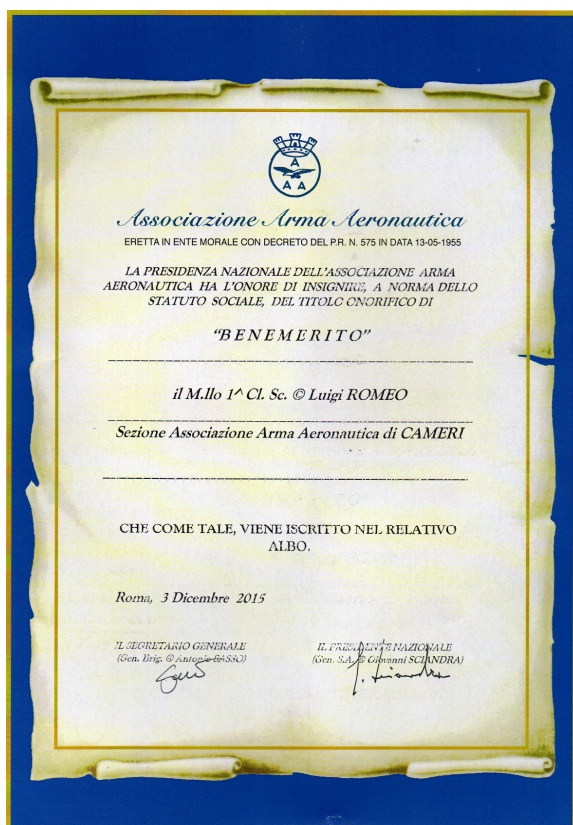 A
A A
Associazione Arma Aeronautica
ERETTA IN ENTE MORALE CON DECRETO DEL P.R. N. 575 IN DATA 13-05-1955
LA PRESIDENZA NAZIONALE DELL'ASSOCIAZIONE ARMA
AERONAUTICA HA L'ONORE DI INSIGNIRE, A NORMA DELLO
STATUTO SOCIALE, DEL TITOLO ONORIFICO DI
"BENEMERITO"
il M.llo 1^ Cl. Sc. © Luigi ROMEO
Sezione Associazione Arma Aeronautica di CAMERI
CHE COME TALE, VIENE ISCRITTO NEL RELATIVO
ALBO.
Roma, 3 Dicembre 2015
IL SEGRETARIO GENERALE
(Gen. Brig. © Antonio SASSO)
IL PRESIDENTE NAZIONALE
(Gen. S.A. © Giovanni SCIANDRA)